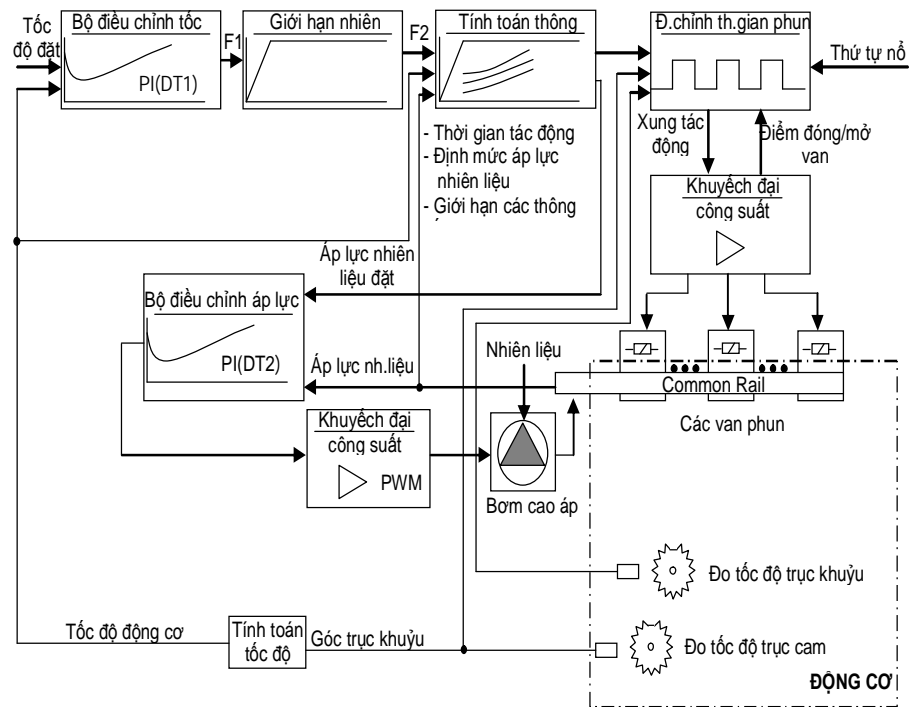 Tốc
độ đặt
Bộ điều chỉnh tốc
PI(DT1)
F1
Giới hạn nhiên
F2
Tính toán thông
Đ.chỉnh th.gian phun
Thứ tự nổ
- Thời gian tác động
- Định mức áp lực
nhiên liệu
- Giới hạn các thông
Xung tác
động
Điểm đóng/mở
van
Khuyếch đại
công suất
Áp lực nhiên
liệu đặt
Bộ điều chỉnh áp lực
PI(DT2)
Áp lực nh.liệu
Nhiên liệu
Common Rail
Các van phun
Khuyếch đại
công suất
PWM
Bơm cao áp
Đo tốc độ trục khuỷu
Tốc độ động cơ
Tính toán
tốc độ
Góc trục khuỷu
Đo tốc độ trục cam
ĐỘNG CƠ